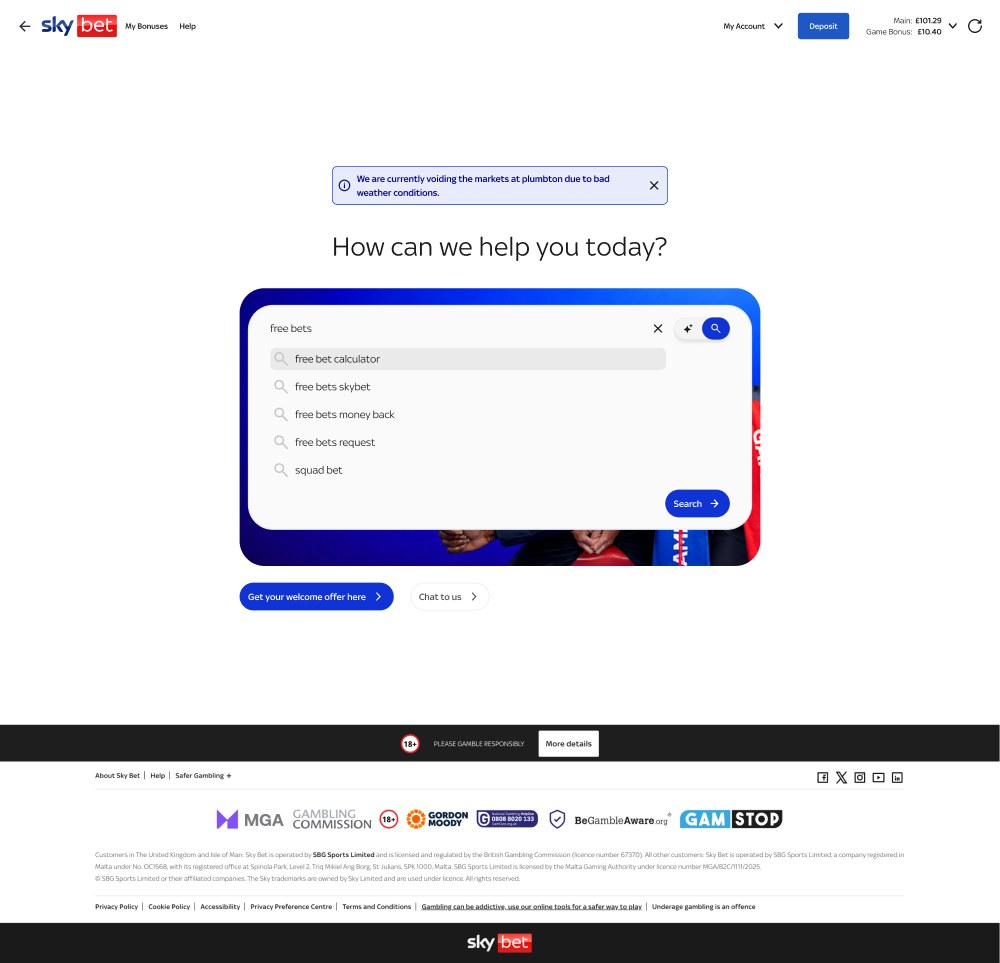 sky bet My Bonuses Help My Account Deposit Main: £101.29
Game Bonus: £10.40
We are currently voiding the markets at plumbton due to bad
weather conditions.
How can we help you today?
free bets
free bet calculator
free bets skybet
free bets money back
free bets request
squad bet
Search
AM
Get your welcome offer here Chat to us
18+ PLEASE GAMBLE RESPONSIBLY More details
About Sky Bet | Help | Safer Gambling +
MGA GAMBLING COMMISSION 18+ GORDON MOODY National Gambling Helpline 0808 8020 133 BeGambleAware.org® GAMSTOP
Customers in The United Kingdom and Isle of Man: Sky Bet is operated by SBG Sports Limited and is licensed and regulated by the British Gambling Commission (licence number 67370). All other customers: Sky Bet is operated by SBG Sports Limited, a company registered in
Malta under No. OC1568, with its registered office at Spinola Park, Level 2, Triq Mikiel Ang Borg, St Julians, SPK 1000, Malta. SBG Sports Limited is licensed by the Malta Gaming Authority under licence number MGA/B2C/1111/2025.
© SBG Sports Limited or their affiliated companies. The Sky trademarks are owned by Sky Limited and are used under licence. All rights reserved.
Privacy Policy | Cookie Policy | Accessibility | Privacy Preference Centre | Terms and Conditions | Gambling can be addictive, use our online tools for a safer way to play | Underage gambling is an offence
sky bet